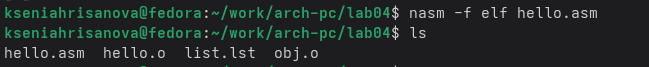 kseniahrisanova@fedora:~/work/arch-pc/lab04$ nasm -f elf hello.asm
kseniahrisanova@fedora:~/work/arch-pc/lab04$ ls
hello.asm  hello.o  list.lst  obj.o